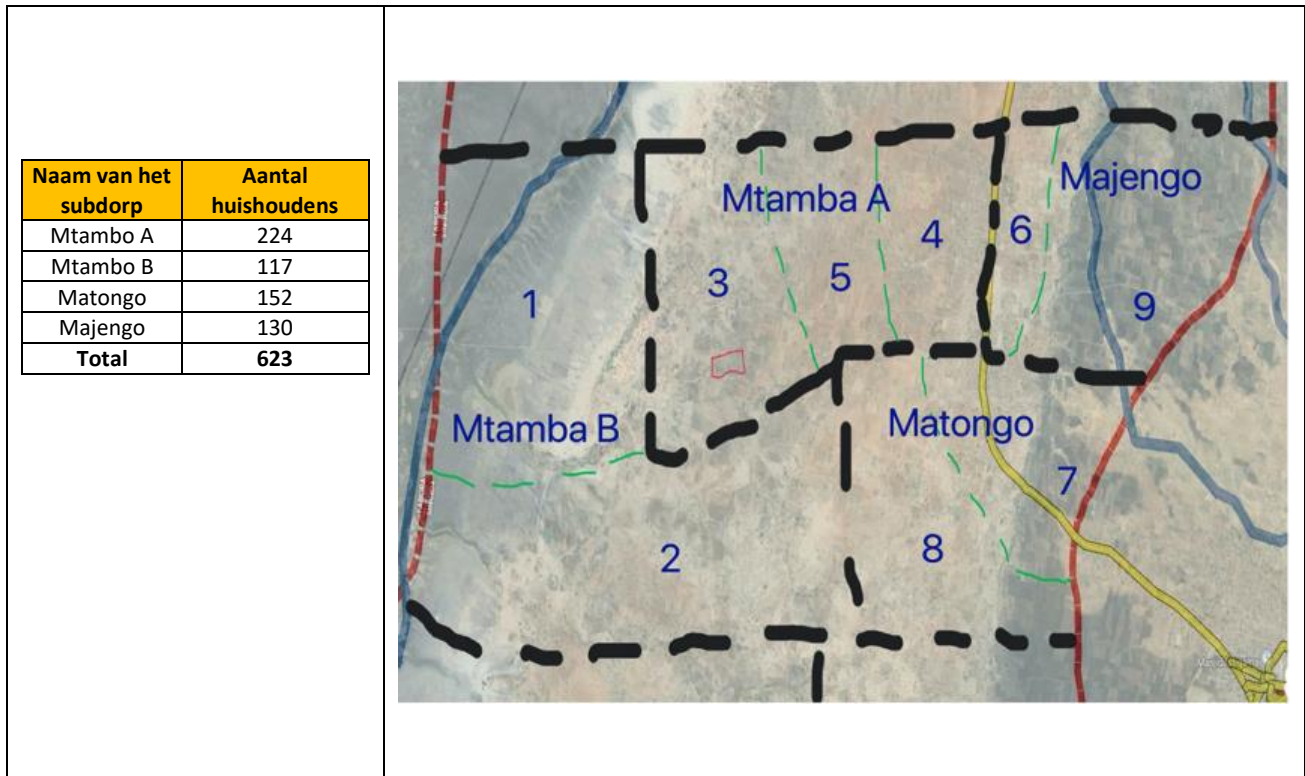 Naam van het subdorp Aantal huishoudens
Mtambo A 224
Mtambo B 117
Matongo 152
Majengo 130
Total 623
Majengo
Mtamba A
4
6
3
5
1
9
Mtamba B
Matongo
7
2
8